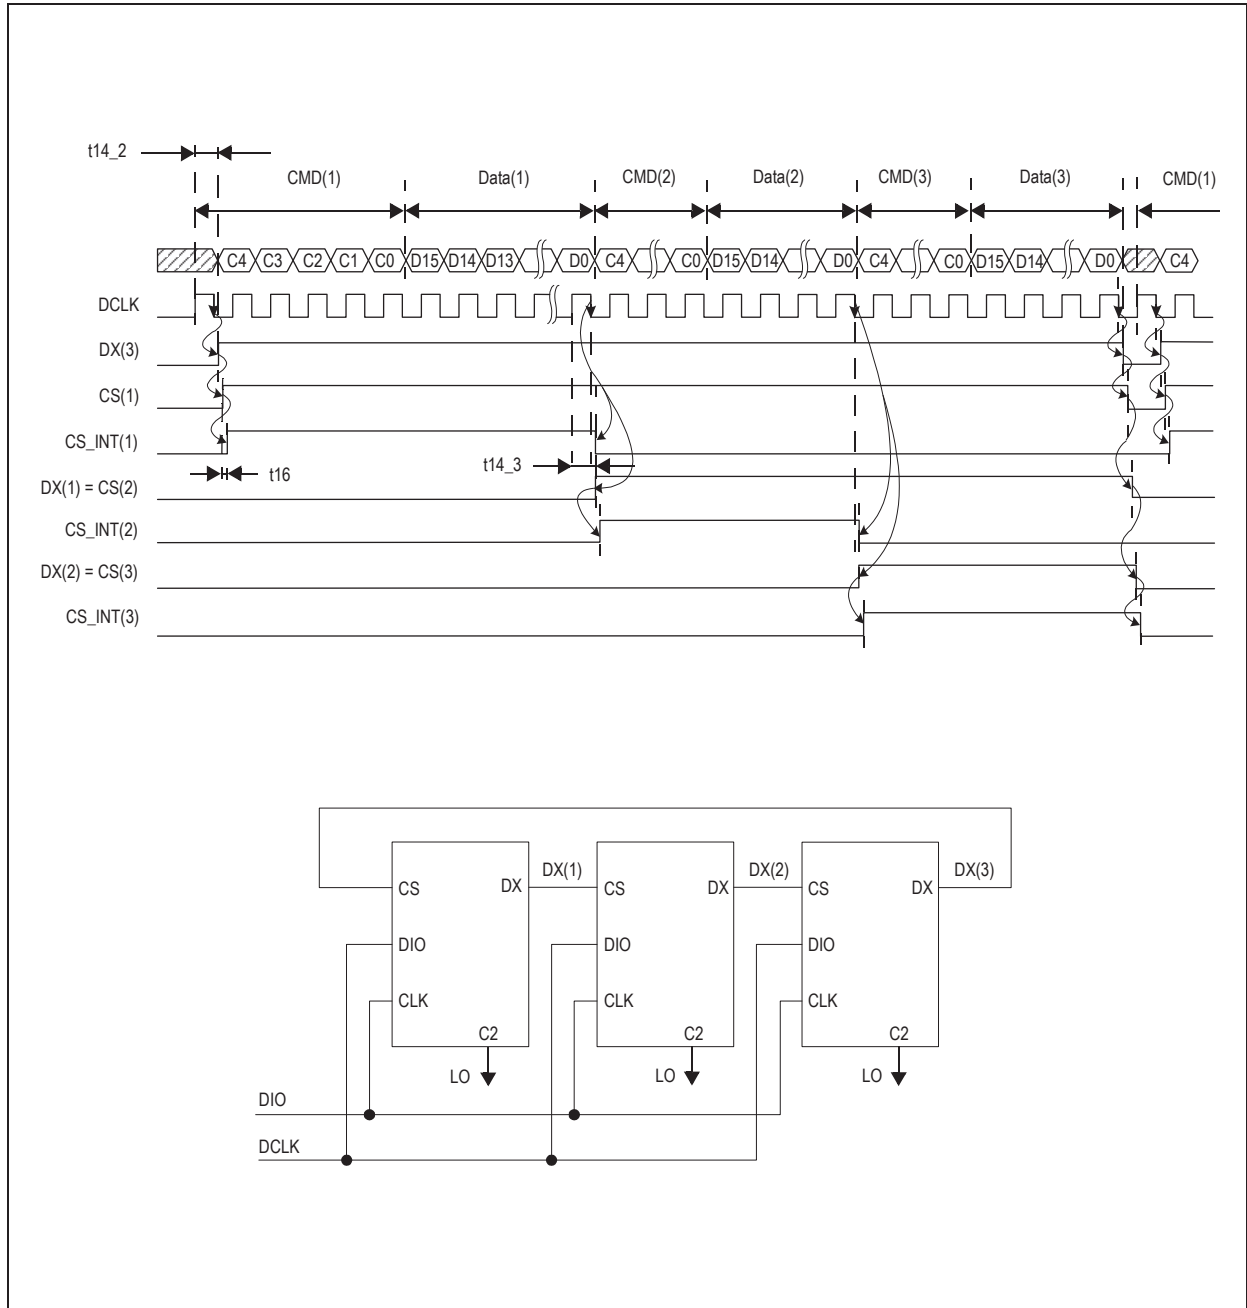 t14_2
CMD(1) Data(1) CMD(2) Data(2) CMD(3) Data(3) CMD(1)
C4 C3 C2 C1 C0 D15 D14 D13 D0 C4 C0 D15 D14 D0 C4 C0 D15 D14 D0 C4
DCLK
DX(3)
CS(1)
CS_INT(1)
t14_3
t16
DX(1) = CS(2)
CS_INT(2)
DX(2) = CS(3)
CS_INT(3)
CS DX DX(1) CS DX DX(2) CS DX DX(3)
DIO DIO DIO
CLK CLK CLK
C2 C2 C2
LO LO LO
DIO
DCLK